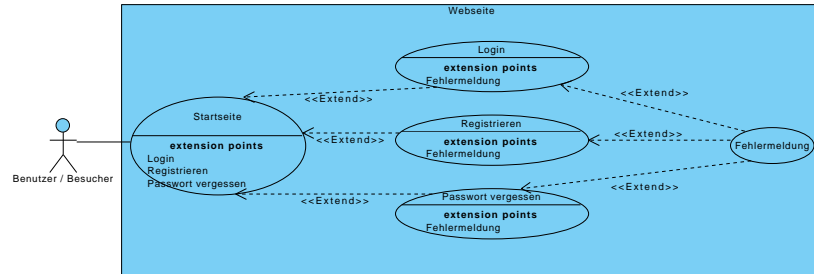 Webseite
Login
extension points
Fehlermeldung
<<Extend>>
<<Extend>>
Startseite
extension points
Login
Registrieren
Passwort vergessen
Registrieren
extension points
Fehlermeldung
<<Extend>>
<<Extend>>
Fehlermeldung
Benutzer / Besucher
<<Extend>>
<<Extend>>
Passwort vergessen
extension points
Fehlermeldung